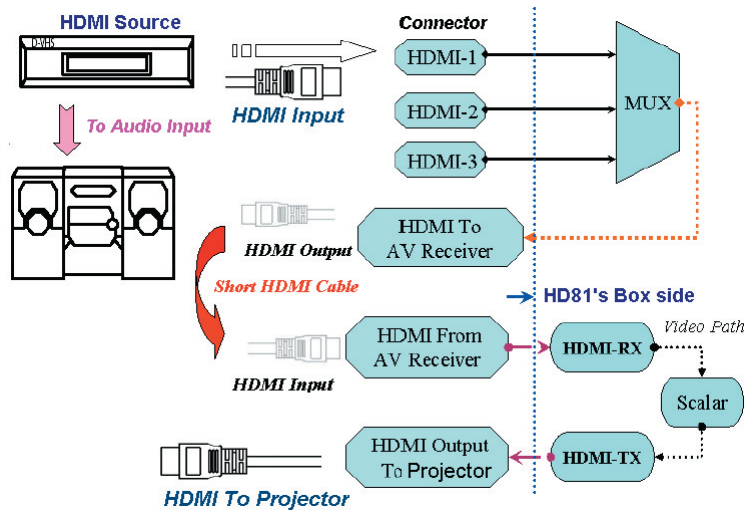 HDMI Source
D-VHS
Connector
HDMI-1
HDMI Input
MUX
To Audio Input
HDMI-2
HDMI-3
HDMI To
AV Receiver
HDMI Output
Short HDMI Cable
HD81's Box side
HDMI From
AV Receiver
HDMI Input
Video Path
HDMI-RX
Scalar
HDMI Output
To Projector
HDMI-TX
HDMI To Projector